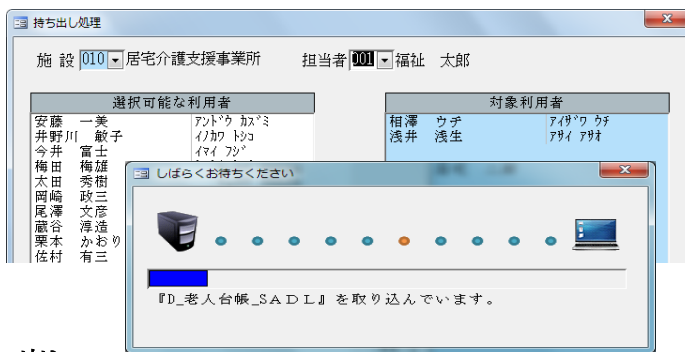 持ち出し処理
施 設 010 居宅介護支援事業所 担当者 001 福祉 太郎
選択可能な利用者 対象利用者
安藤 一美 アンドウ カズミ 相澤 ウチ アイザワ ウチ
井野川 敏子 イノカワ トシコ 浅井 浅生 アサイ アサオ
今井 富士 イマイ フジ
梅田 梅雄
太田 秀樹
岡崎 政三
尾澤 文彦
蔵谷 淳造
栗本 かおり
佐村 有三
しばらくお待ちください
『D_老人台帳_SADL』を取り込んでいます。